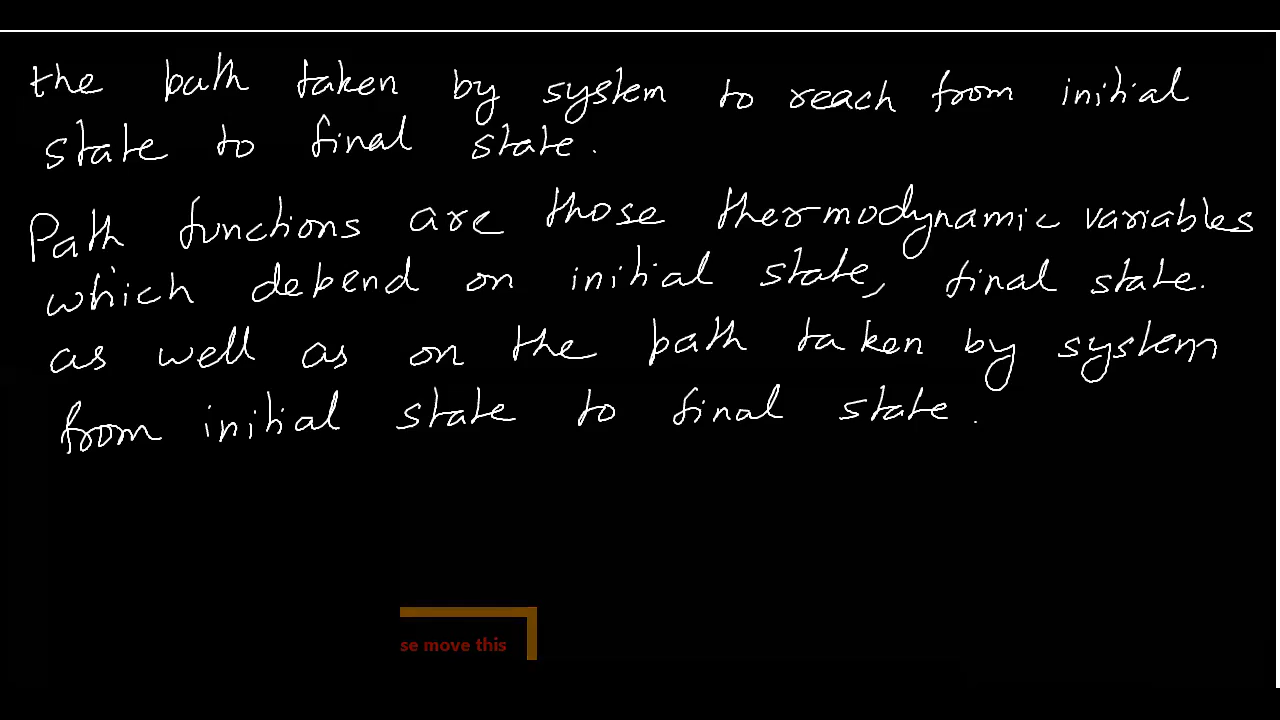 the path taken by system to reach from initial
state to final state.
Path functions are those thermodynamic variables
which depend on initial state, final state.
as well as on the path taken by system
from initial state to final state.
se move this